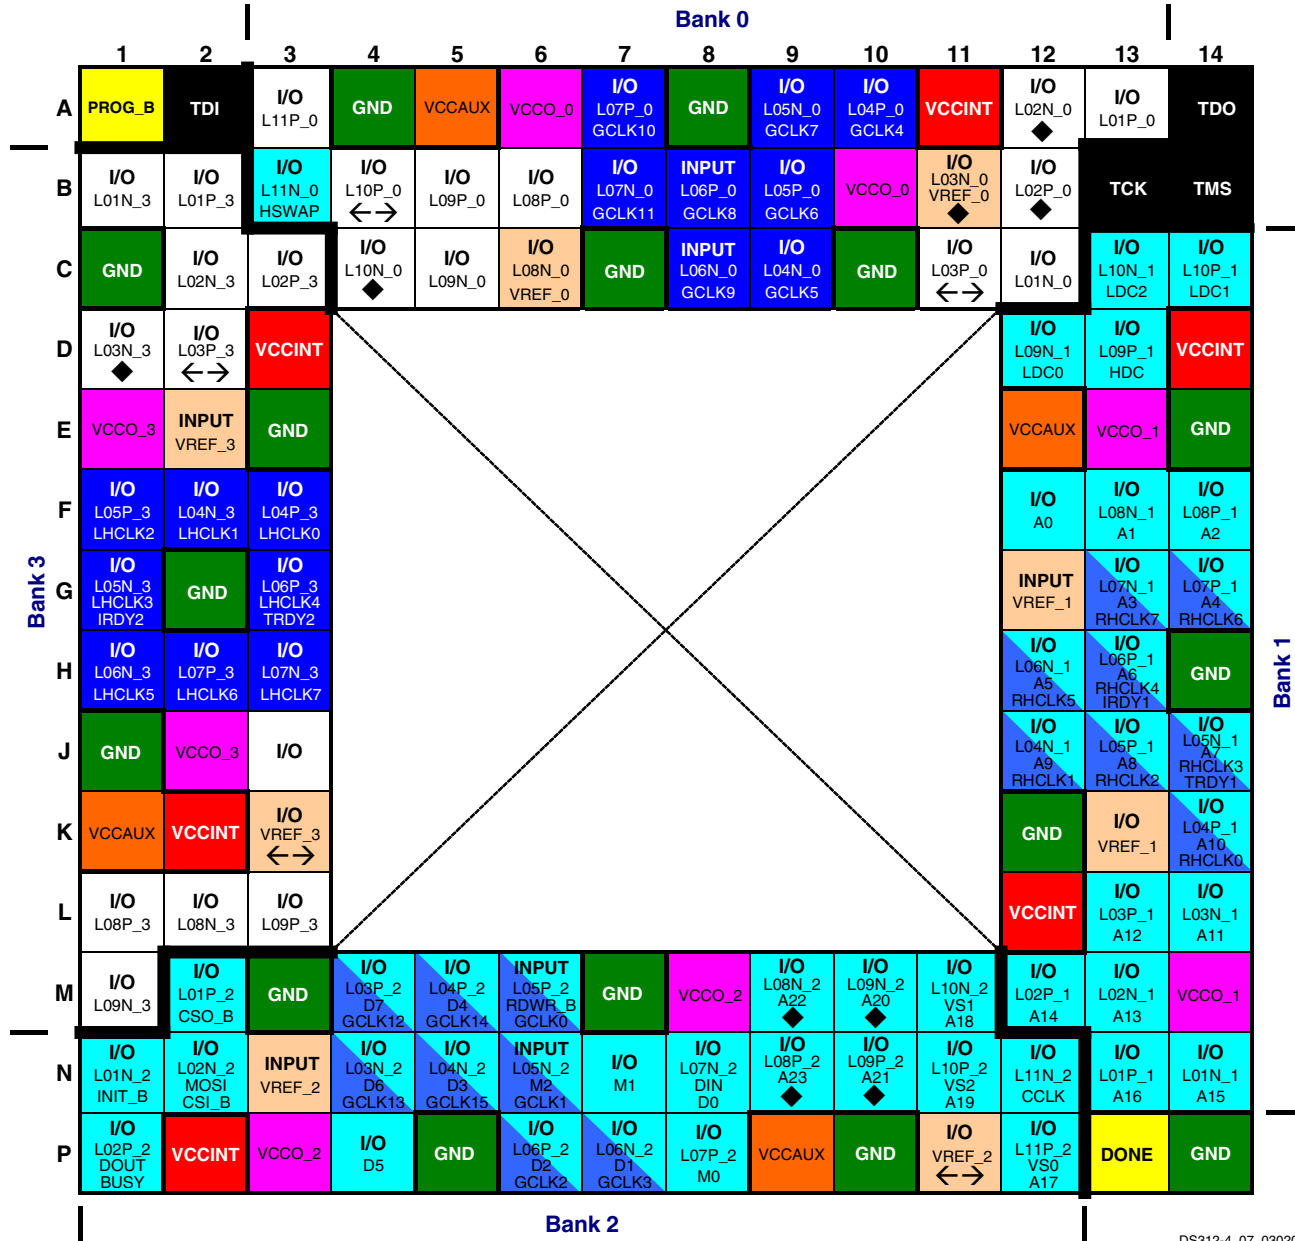 Bank 0
1 2 3 4 5 6 7 8 9 10 11 12 13 14
A
PROG_B
TDI
I/O
L11P_0
GND
VCCAUX
VCCO_0
I/O
L07P_0
GCLK10
GND
I/O
L05N_0
GCLK7
I/O
L04P_0
GCLK4
VCCINT
I/O
L02N_0
◆
I/O
L01P_0
TDO
B
I/O
L01N_3
I/O
L01P_3
I/O
L11N_0
HSWAP
I/O
L10P_0
←→
I/O
L09P_0
I/O
L08P_0
I/O
L07N_0
GCLK11
INPUT
L06P_0
GCLK8
I/O
L05P_0
GCLK6
VCCO_0
I/O
L03N_0
VREF_0
◆
I/O
L02P_0
◆
TCK
TMS
C
GND
I/O
L02N_3
I/O
L02P_3
I/O
L10N_0
◆
I/O
L09N_0
I/O
L08N_0
VREF_0
GND
INPUT
L06N_0
GCLK9
I/O
L04N_0
GCLK5
GND
I/O
L03P_0
←→
I/O
L01N_0
I/O
L10N_1
LDC2
I/O
L10P_1
LDC1
D
I/O
L03N_3
◆
I/O
L03P_3
←→
VCCINT
I/O
L09N_1
LDC0
I/O
L09P_1
HDC
VCCINT
E
VCCO_3
INPUT
VREF_3
GND
VCCAUX
VCCO_1
GND
F
I/O
L05P_3
LHCLK2
I/O
L04N_3
LHCLK1
I/O
L04P_3
LHCLK0
I/O
A0
I/O
L08N_1
A1
I/O
L08P_1
A2
Bank 3
G
I/O
L05N_3
LHCLK3
IRDY2
GND
I/O
L06P_3
LHCLK4
TRDY2
INPUT
VREF_1
I/O
L07N_1
A3
RHCLK7
I/O
L07P_1
A4
RHCLK6
H
I/O
L06N_3
LHCLK5
I/O
L07P_3
LHCLK6
I/O
L07N_3
LHCLK7
I/O
L06N_1
A5
RHCLK5
I/O
L06P_1
A6
RHCLK4
IRDY1
GND
Bank 1
J
GND
VCCO_3
I/O
I/O
L04N_1
A9
RHCLK1
I/O
L05P_1
A8
RHCLK2
I/O
L05N_1
A7
RHCLK3
TRDY1
K
VCCAUX
VCCINT
I/O
VREF_3
←→
GND
I/O
VREF_1
I/O
L04P_1
A10
RHCLK0
L
I/O
L08P_3
I/O
L08N_3
I/O
L09P_3
VCCINT
I/O
L03P_1
A12
I/O
L03N_1
A11
M
I/O
L09N_3
I/O
L01P_2
CSO_B
GND
I/O
L03P_2
D7
GCLK12
I/O
L04P_2
D4
GCLK14
INPUT
L05P_2
RDWR_B
GCLK0
GND
VCCO_2
I/O
L08N_2
A22
◆
I/O
L09N_2
A20
◆
I/O
L10N_2
VS1
A18
I/O
L02P_1
A14
I/O
L02N_1
A13
VCCO_1
N
I/O
L01N_2
INIT_B
I/O
L02N_2
MOSI
CSI_B
INPUT
VREF_2
I/O
L03N_2
D6
GCLK13
I/O
L04N_2
D3
GCLK15
INPUT
L05N_2
M2
GCLK1
I/O
M1
I/O
L07N_2
DIN
D0
I/O
L08P_2
A23
◆
I/O
L09P_2
A21
◆
I/O
L10P_2
VS2
A19
I/O
L11N_2
CCLK
I/O
L01P_1
A16
I/O
L01N_1
A15
P
I/O
L02P_2
DOUT
BUSY
VCCINT
VCCO_2
I/O
D5
GND
I/O
L06P_2
D2
GCLK2
I/O
L06N_2
D1
GCLK3
I/O
L07P_2
M0
VCCAUX
GND
I/O
VREF_2
←→
I/O
L11P_2
VS0
A17
DONE
GND
Bank 2